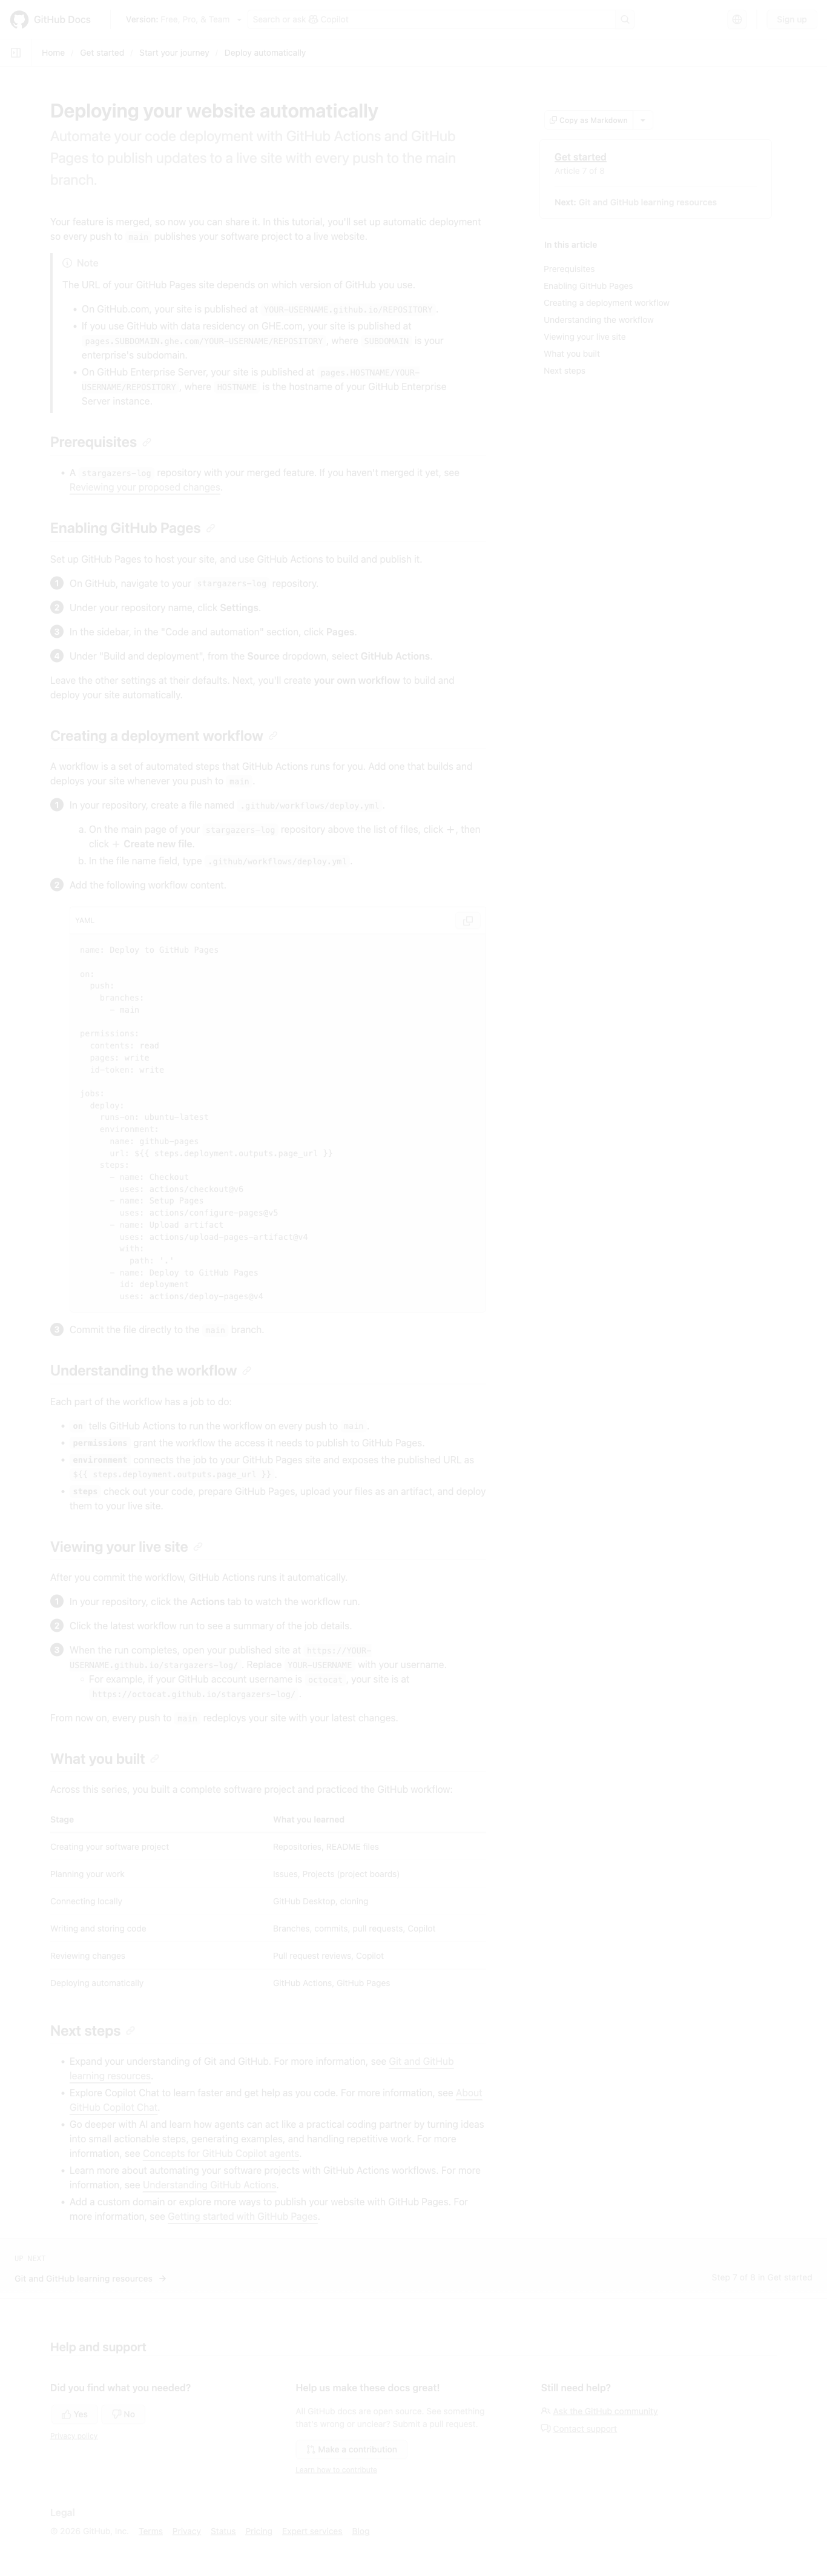 GitHub Docs
Version: Free, Pro, & Team
Search or ask Copilot
Sign up
Home / Get started / Start your journey / Deploy automatically
Deploying your website automatically
Automate your code deployment with GitHub Actions and GitHub
Pages to publish updates to a live site with every push to the main
branch.
Copy as Markdown
Get started
Article 7 of 8
Next: Git and GitHub learning resources
In this article
Prerequisites
Enabling GitHub Pages
Creating a deployment workflow
Understanding the workflow
Viewing your live site
What you built
Next steps
Your feature is merged, so now you can share it. In this tutorial, you'll set up automatic deployment
so every push to main publishes your software project to a live website.
Note
The URL of your GitHub Pages site depends on which version of GitHub you use.
• On GitHub.com, your site is published at YOUR-USERNAME.github.io/REPOSITORY.
• If you use GitHub with data residency on GHE.com, your site is published at
pages.SUBDOMAIN.ghe.com/YOUR-USERNAME/REPOSITORY, where SUBDOMAIN is your
enterprise's subdomain.
• On GitHub Enterprise Server, your site is published at pages.HOSTNAME/YOUR-
USERNAME/REPOSITORY, where HOSTNAME is the hostname of your GitHub Enterprise
Server instance.
Prerequisites
• A stargazers-log repository with your merged feature. If you haven't merged it yet, see
Reviewing your proposed changes.
Enabling GitHub Pages
Set up GitHub Pages to host your site, and use GitHub Actions to build and publish it.
1 On GitHub, navigate to your stargazers-log repository.
2 Under your repository name, click Settings.
3 In the sidebar, in the "Code and automation" section, click Pages.
4 Under "Build and deployment", from the Source dropdown, select GitHub Actions.
Leave the other settings at their defaults. Next, you'll create your own workflow to build and
deploy your site automatically.
Creating a deployment workflow
A workflow is a set of automated steps that GitHub Actions runs for you. Add one that builds and
deploys your site whenever you push to main.
1 In your repository, create a file named .github/workflows/deploy.yml.
a. On the main page of your stargazers-log repository above the list of files, click +, then
click + Create new file.
b. In the file name field, type .github/workflows/deploy.yml.
2 Add the following workflow content.
YAML
name: Deploy to GitHub Pages
on:
push:
branches:
- main
permissions:
contents: read
pages: write
id-token: write
jobs:
deploy:
runs-on: ubuntu-latest
environment:
name: github-pages
url: ${{ steps.deployment.outputs.page_url }}
steps:
- name: Checkout
uses: actions/checkout@v6
- name: Setup Pages
uses: actions/configure-pages@v5
- name: Upload artifact
uses: actions/upload-pages-artifact@v4
with:
path: '.'
- name: Deploy to GitHub Pages
id: deployment
uses: actions/deploy-pages@v4
3 Commit the file directly to the main branch.
Understanding the workflow
Each part of the workflow has a job to do:
• on tells GitHub Actions to run the workflow on every push to main.
• permissions grant the workflow the access it needs to publish to GitHub Pages.
• environment connects the job to your GitHub Pages site and exposes the published URL as
${{ steps.deployment.outputs.page_url }}.
• steps check out your code, prepare GitHub Pages, upload your files as an artifact, and deploy
them to your live site.
Viewing your live site
After you commit the workflow, GitHub Actions runs it automatically.
1 In your repository, click the Actions tab to watch the workflow run.
2 Click the latest workflow run to see a summary of the job details.
3 When the run completes, open your published site at https://YOUR-
USERNAME.github.io/stargazers-log/. Replace YOUR-USERNAME with your username.
For example, if your GitHub account username is octocat, your site is at
https://octocat.github.io/stargazers-log/.
From now on, every push to main redeploys your site with your latest changes.
What you built
Across this series, you built a complete software project and practiced the GitHub workflow:
Stage What you learned
Creating your software project Repositories, README files
Planning your work Issues, Projects (project boards)
Connecting locally GitHub Desktop, cloning
Writing and storing code Branches, commits, pull requests, Copilot
Reviewing changes Pull request reviews, Copilot
Deploying automatically GitHub Actions, GitHub Pages
Next steps
• Expand your understanding of Git and GitHub. For more information, see Git and GitHub
learning resources.
• Explore Copilot Chat to learn faster and get help as you code. For more information, see About
GitHub Copilot Chat.
• Go deeper with AI and learn how agents can act like a practical coding partner by turning ideas
into small actionable steps, generating examples, and handling repetitive work. For more
information, see Concepts for GitHub Copilot agents.
• Learn more about automating your software projects with GitHub Actions workflows. For more
information, see Understanding GitHub Actions.
• Add a custom domain or explore more ways to publish your website with GitHub Pages. For
more information, see Getting started with GitHub Pages.
UP NEXT
Git and GitHub learning resources →
Step 7 of 8 in Get started
Help and support
Did you find what you needed?
Yes No
Privacy policy
Help us make these docs great!
All GitHub docs are open source. See something
that's wrong or unclear? Submit a pull request.
Make a contribution
Learn how to contribute
Still need help?
Ask the GitHub community
Contact support
Legal
© 2026 GitHub, Inc. Terms Privacy Status Pricing Expert services Blog